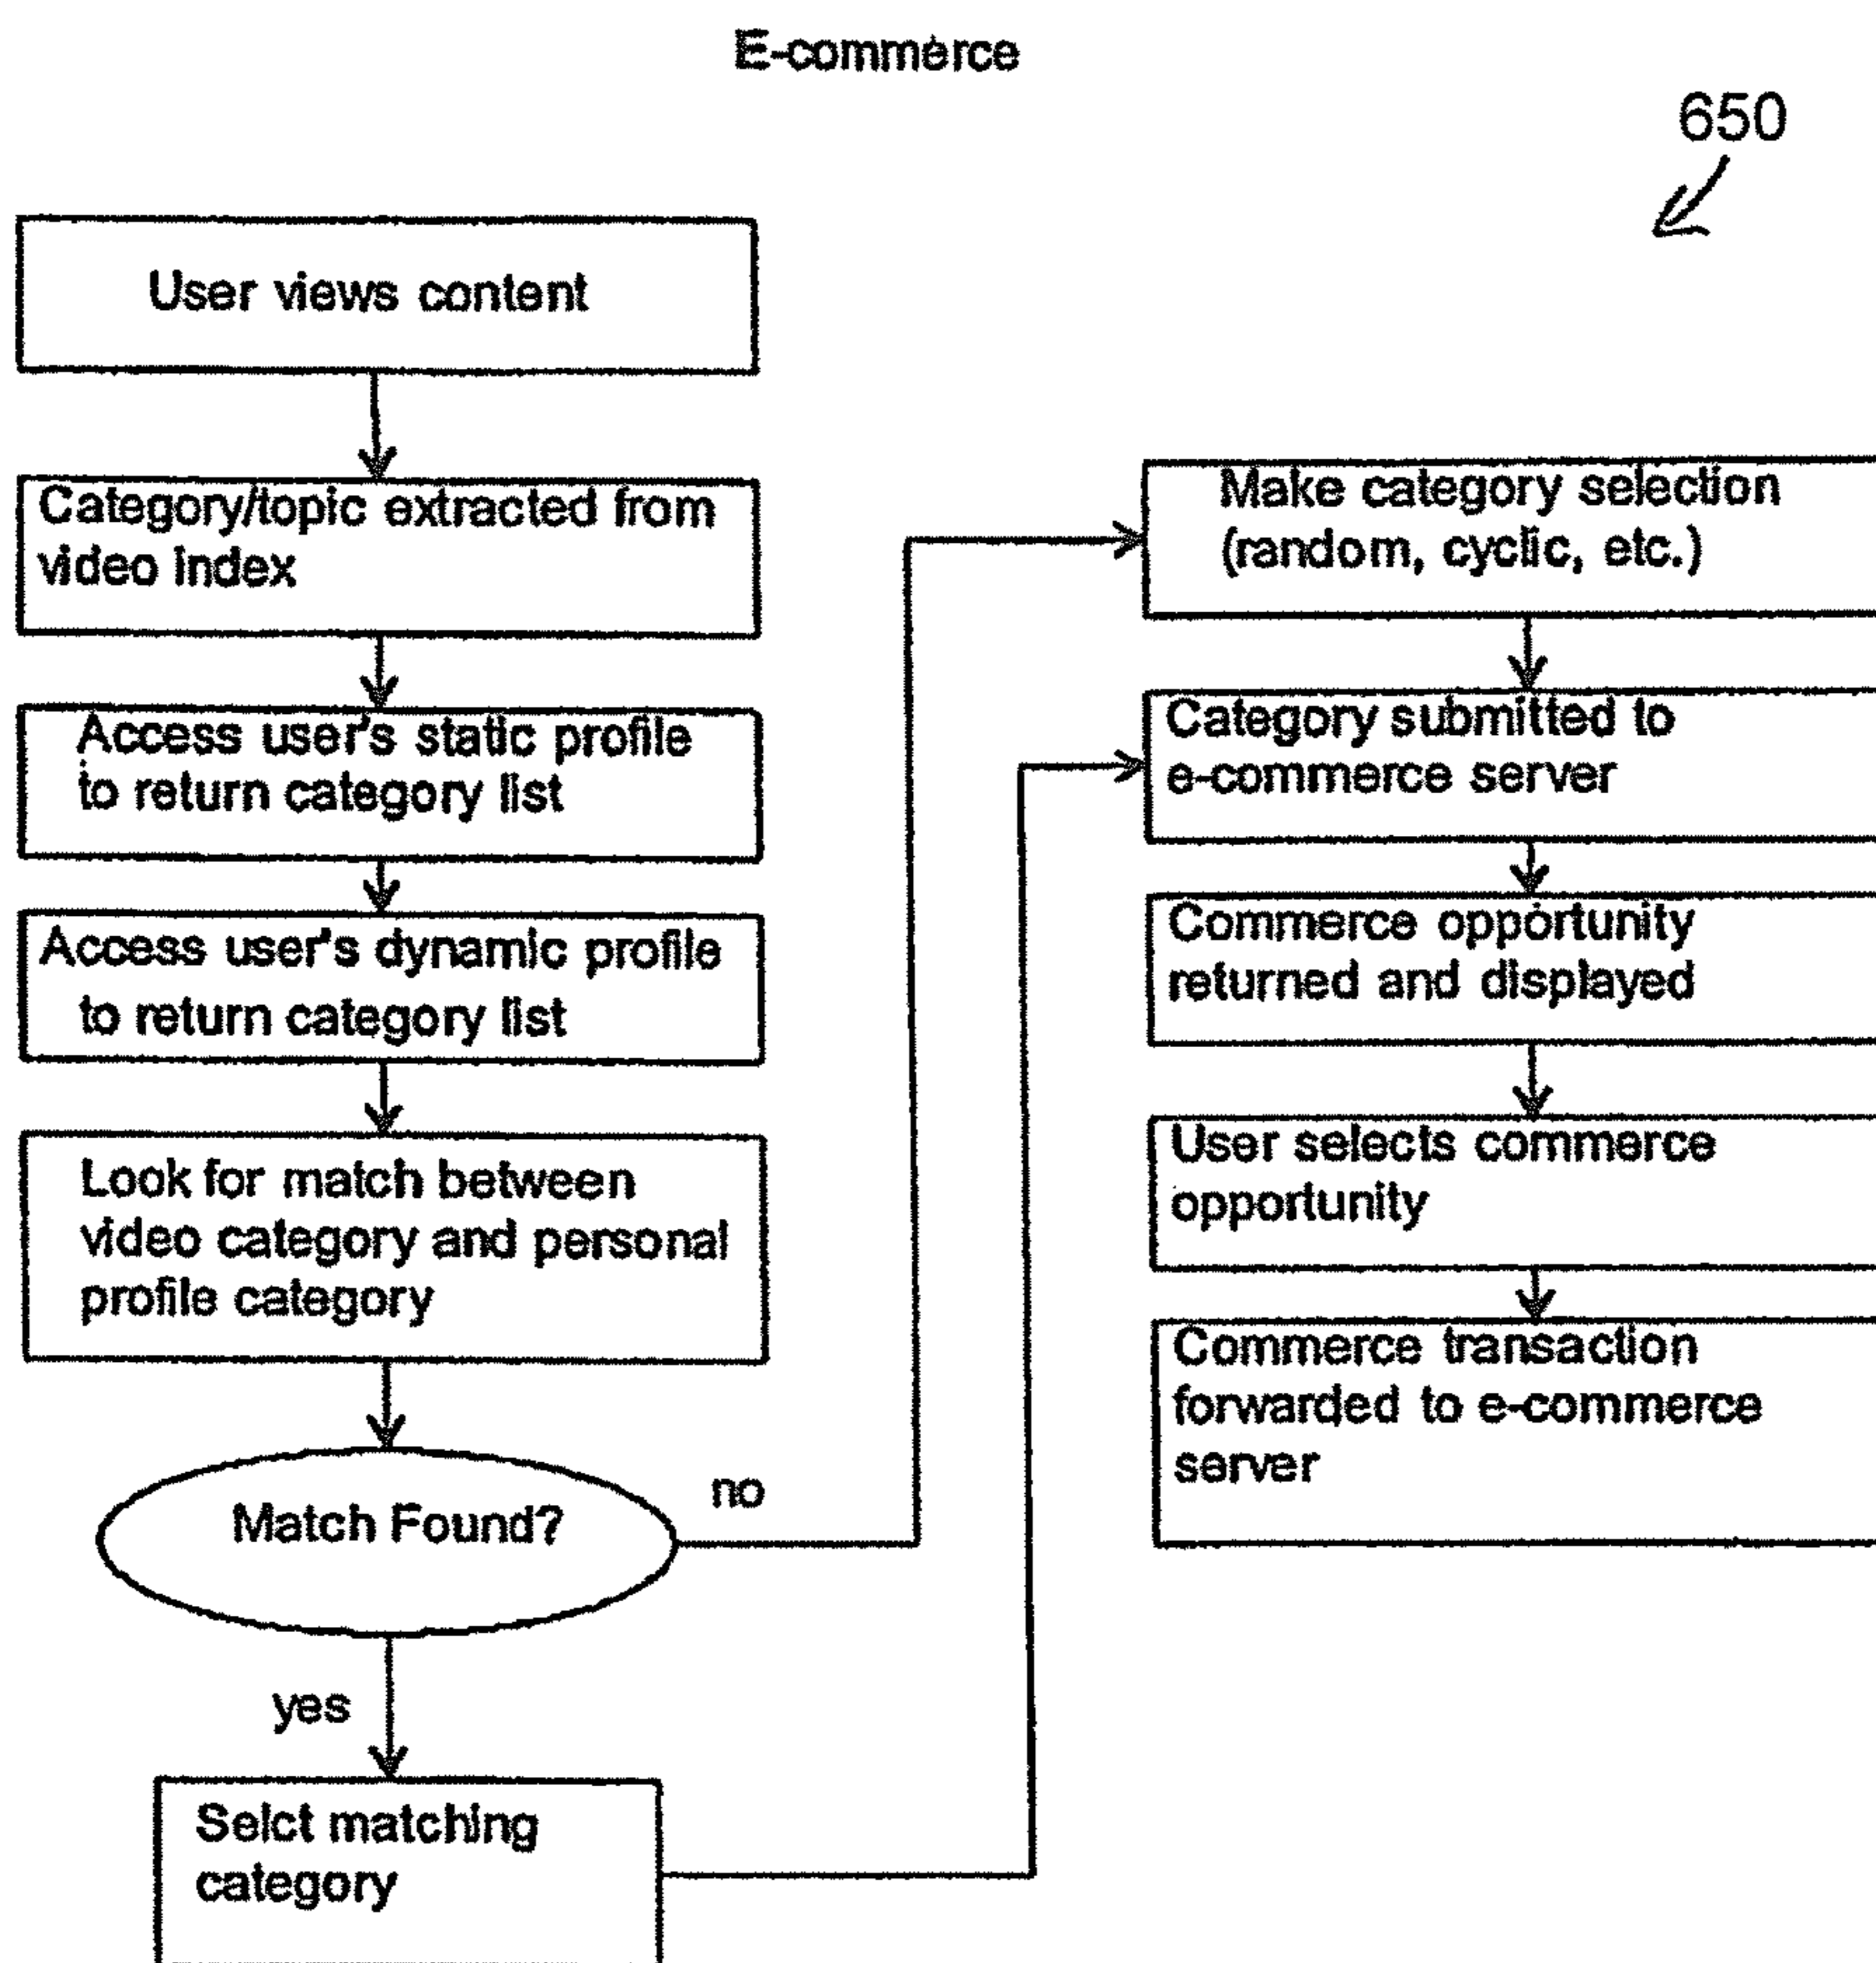 E-commerce
650
User views content
Category/topic extracted from
video index
Access user's static profile
to return category list
Access user's dynamic profile
to return category list
Look for match between
video category and personal
profile category
Match Found?
no
yes
Selct matching
category
Make category selection
(random, cyclic, etc.)
Category submitted to
e-commerce server
Commerce opportunity
returned and displayed
User selects commerce
opportunity
Commerce transaction
forwarded to e-commerce
server